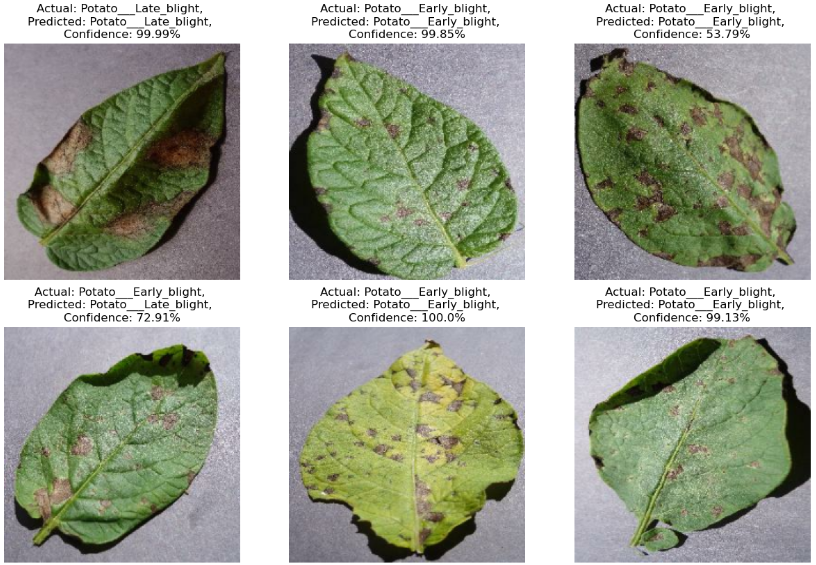 Actual: Potato___Late_blight,
Predicted: Potato___Late_blight,
Confidence: 99.99%
Actual: Potato___Early_blight,
Predicted: Potato___Early_blight,
Confidence: 99.85%
Actual: Potato___Early_blight,
Predicted: Potato___Early_blight,
Confidence: 53.79%
Actual: Potato___Early_blight,
Predicted: Potato___Late_blight,
Confidence: 72.91%
Actual: Potato___Early_blight,
Predicted: Potato___Early_blight,
Confidence: 100.0%
Actual: Potato___Early_blight,
Predicted: Potato___Early_blight,
Confidence: 99.13%